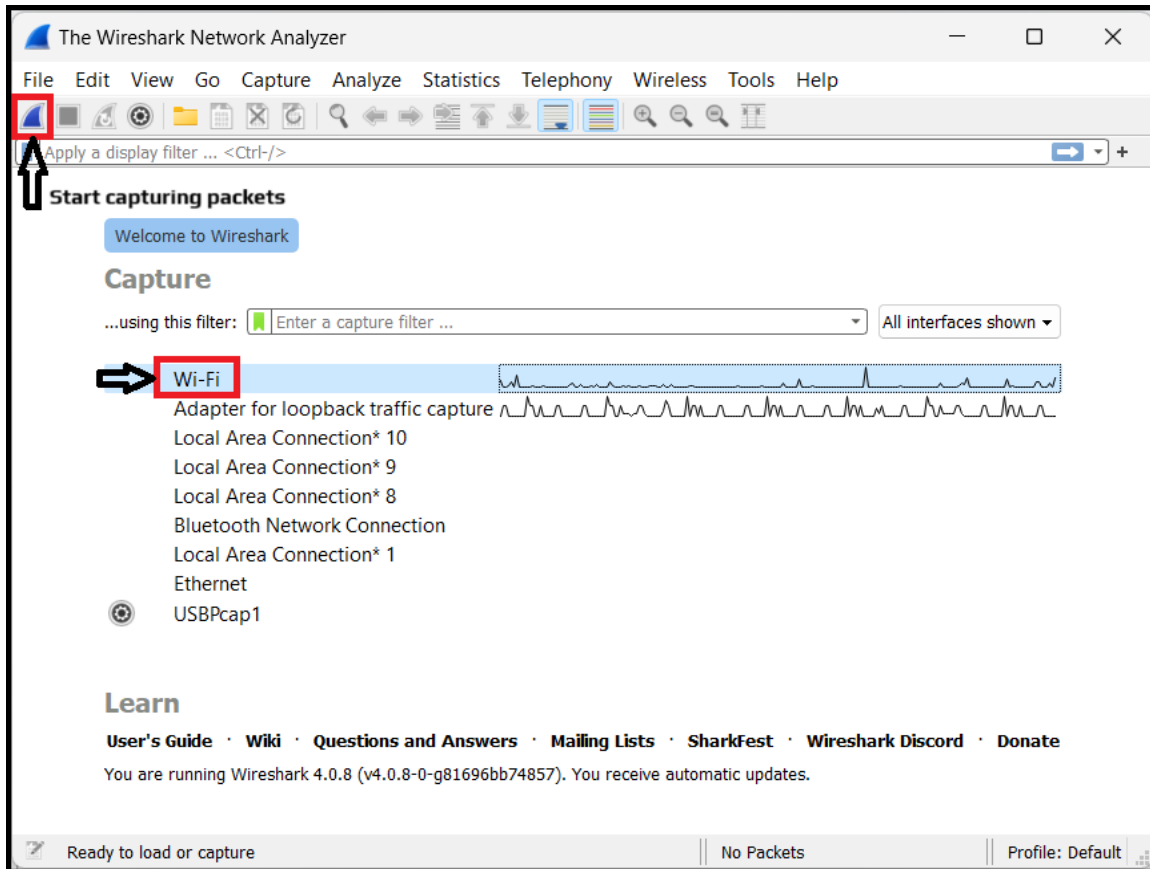 The Wireshark Network Analyzer
File Edit View Go Capture Analyze Statistics Telephony Wireless Tools Help
Apply a display filter ... <Ctrl-/>
+
Start capturing packets
Welcome to Wireshark
Capture
...using this filter: Enter a capture filter ... All interfaces shown
Wi-Fi
Adapter for loopback traffic capture
Local Area Connection* 10
Local Area Connection* 9
Local Area Connection* 8
Bluetooth Network Connection
Local Area Connection* 1
Ethernet
USBPcap1
Learn
User's Guide · Wiki · Questions and Answers · Mailing Lists · SharkFest · Wireshark Discord · Donate
You are running Wireshark 4.0.8 (v4.0.8-0-g81696bb74857). You receive automatic updates.
Ready to load or capture No Packets Profile: Default